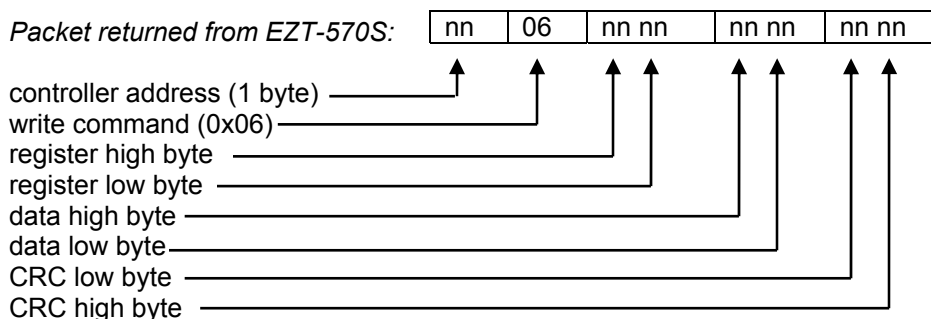 Packet returned from EZT-570S: nn 06 nn nn nn nn nn nn
controller address (1 byte)
write command (0x06)
register high byte
register low byte
data high byte
data low byte
CRC low byte
CRC high byte